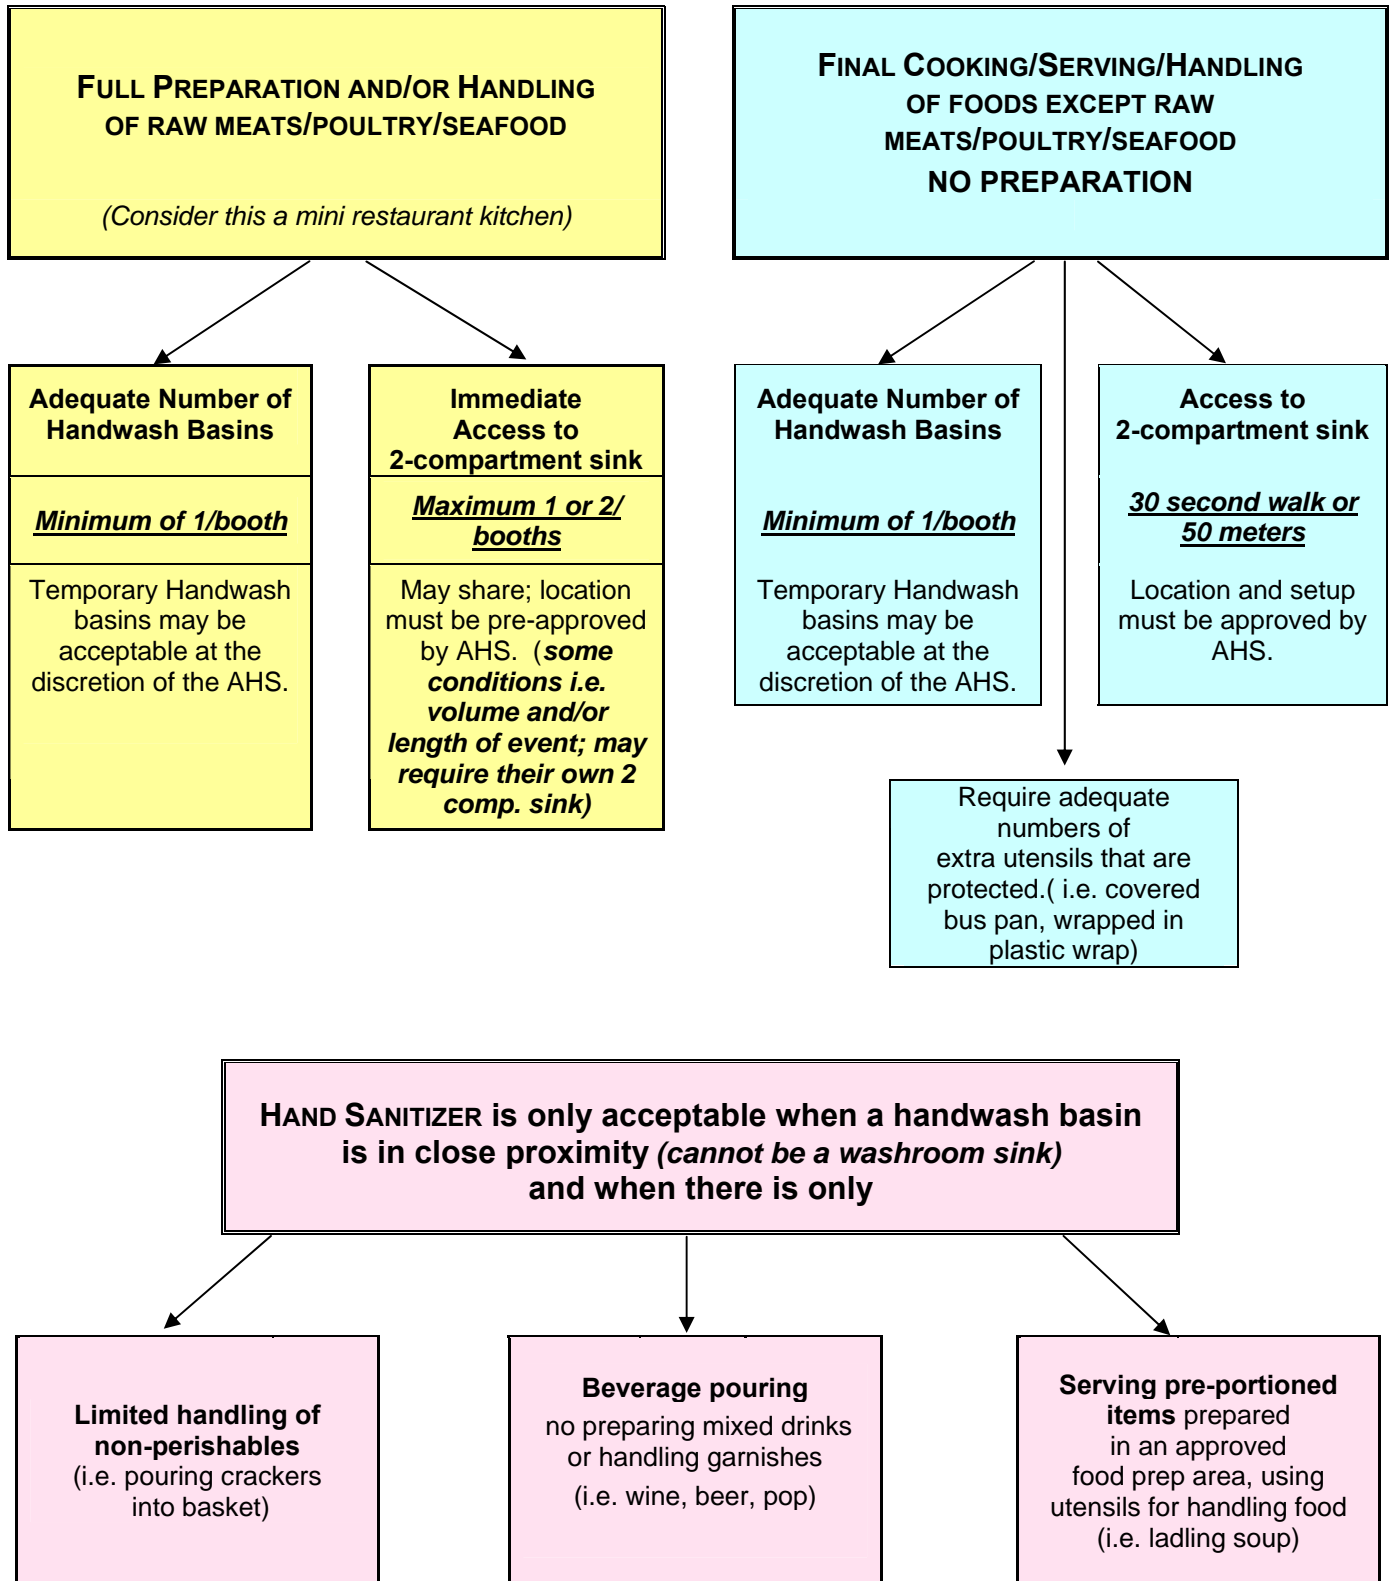 FULL PREPARATION AND/OR HANDLING
OF RAW MEATS/POULTRY/SEAFOOD
(Consider this a mini restaurant kitchen)
FINAL COOKING/SERVING/HANDLING
OF FOODS EXCEPT RAW
MEATS/POULTRY/SEAFOOD
NO PREPARATION
Adequate Number of
Handwash Basins
Minimum of 1/booth
Temporary Handwash
basins may be
acceptable at the
discretion of the AHS.
Immediate
Access to
2-compartment sink
Maximum 1 or 2/
booths
May share; location
must be pre-approved
by AHS. (some
conditions i.e.
volume and/or
length of event; may
require their own 2
comp. sink)
Adequate Number of
Handwash Basins
Minimum of 1/booth
Temporary Handwash
basins may be
acceptable at the
discretion of the AHS.
Access to
2-compartment sink
30 second walk or
50 meters
Location and setup
must be approved by
AHS.
Require adequate
numbers of
extra utensils that are
protected.( i.e. covered
bus pan, wrapped in
plastic wrap)
HAND SANITIZER is only acceptable when a handwash basin
is in close proximity (cannot be a washroom sink)
and when there is only
Limited handling of
non-perishables
(i.e. pouring crackers
into basket)
Beverage pouring
no preparing mixed drinks
or handling garnishes
(i.e. wine, beer, pop)
Serving pre-portioned
items prepared
in an approved
food prep area, using
utensils for handling food
(i.e. ladling soup)